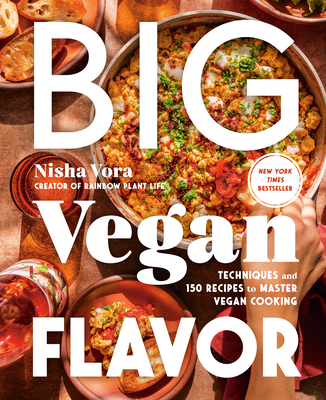 BIG
Nisha Vora
CREATOR OF RAINBOW PLANT LIFE
NEW YORK
TIMES
BESTSELLER
Vegan
TECHNIQUES and
150 RECIPES to MASTER
VEGAN COOKING
FLAVOR